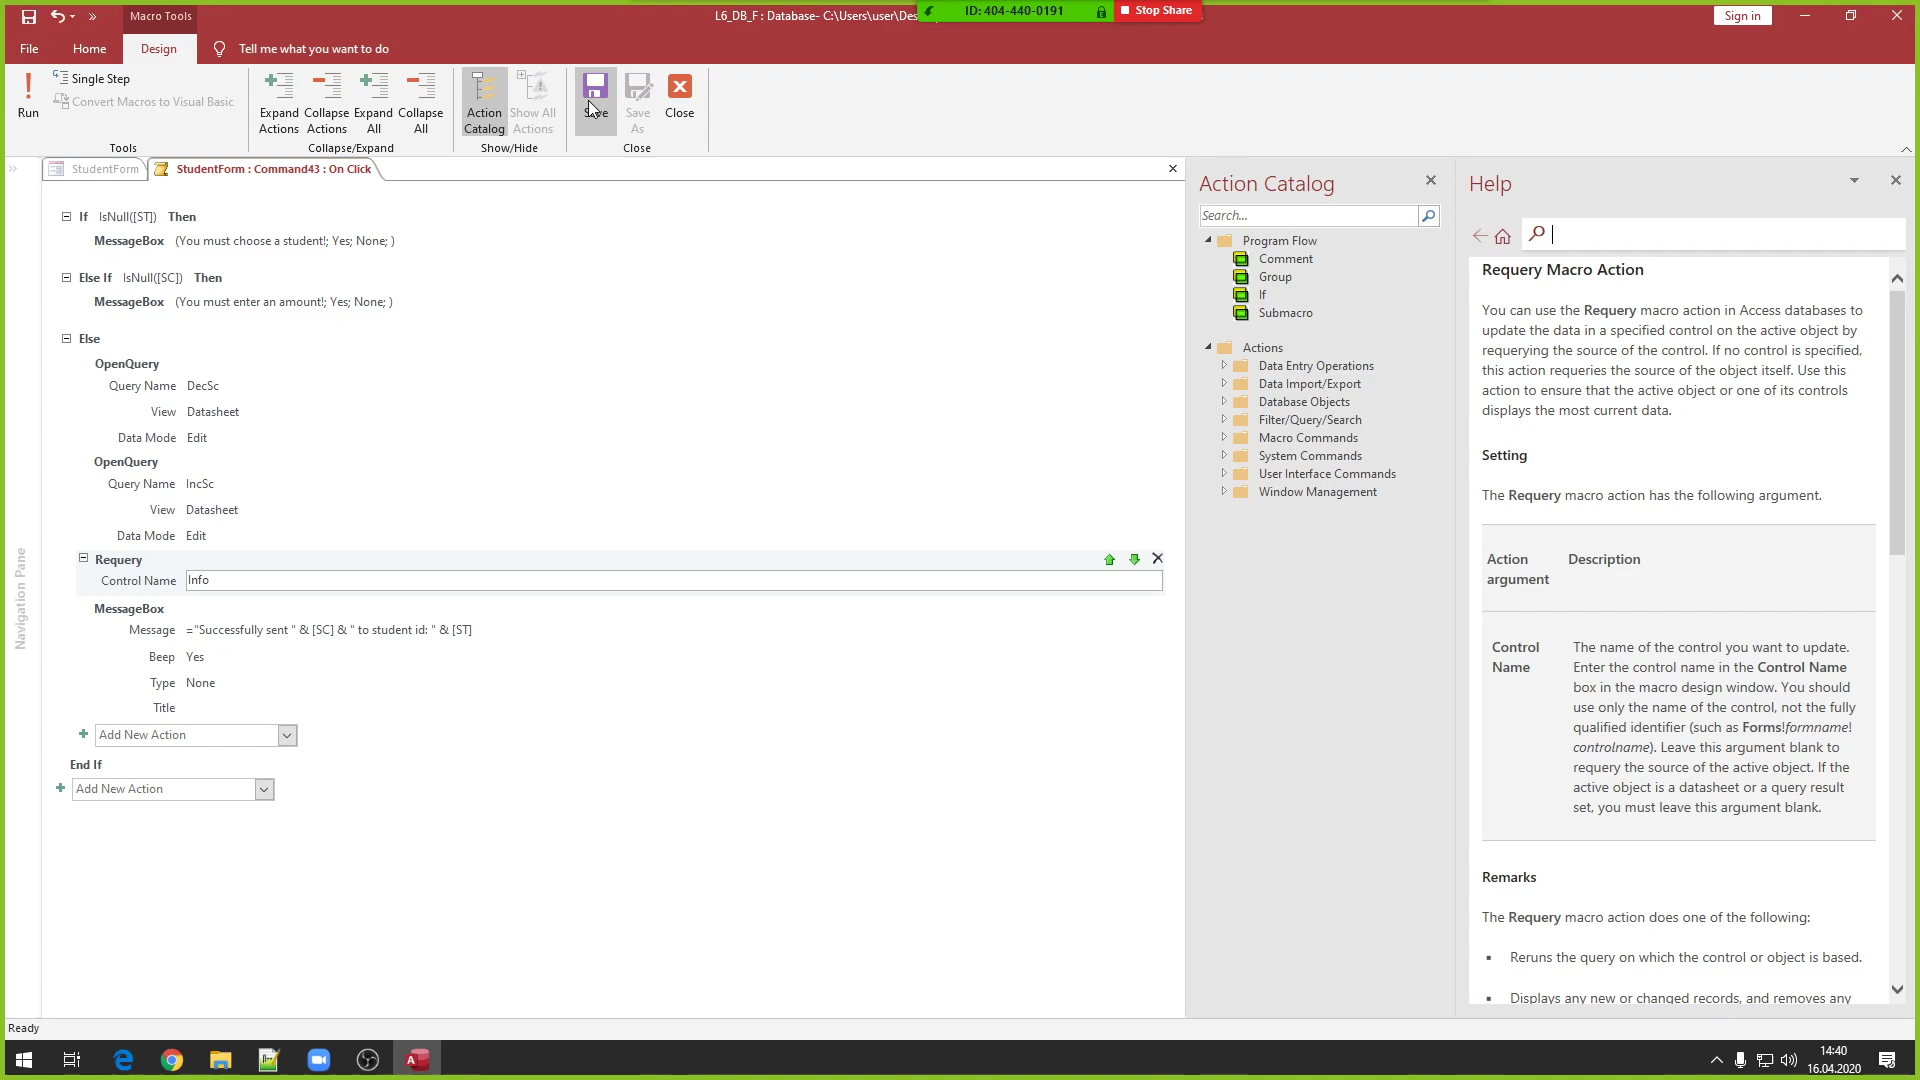 Macro Tools
L6_DB_F : Database- C:\Users\user\Des
ID: 404-440-0191
Stop Share
Sign in
File
Home
Design
Tell me what you want to do
Run
Single Step
Convert Macros to Visual Basic
Tools
Expand Actions
Collapse Actions
Expand All
Collapse All
Collapse/Expand
Action Catalog
Show All Actions
Show/Hide
Save
Save As
Close
Close
StudentForm
StudentForm : Command43 : On Click
Navigation Pane
If IsNull([ST]) Then
MessageBox (You must choose a student!; Yes; None; )
Else If IsNull([SC]) Then
MessageBox (You must enter an amount!; Yes; None; )
Else
OpenQuery
Query Name DecSc
View Datasheet
Data Mode Edit
OpenQuery
Query Name IncSc
View Datasheet
Data Mode Edit
Requery
Control Name Info
MessageBox
Message ="Successfully sent " & [SC] & " to student id: " & [ST]
Beep Yes
Type None
Title
Add New Action
End If
Add New Action
Action Catalog
Search...
Program Flow
Comment
Group
If
Submacro
Actions
Data Entry Operations
Data Import/Export
Database Objects
Filter/Query/Search
Macro Commands
System Commands
User Interface Commands
Window Management
Help
Requery Macro Action
You can use the Requery macro action in Access databases to
update the data in a specified control on the active object by
requerying the source of the control. If no control is specified,
this action requeries the source of the object itself. Use this
action to ensure that the active object or one of its controls
displays the most current data.
Setting
The Requery macro action has the following argument.
Action argument
Description
Control Name
The name of the control you want to update.
Enter the control name in the Control Name
box in the macro design window. You should
use only the name of the control, not the fully
qualified identifier (such as Forms!formname!
controlname). Leave this argument blank to
requery the source of the active object. If the
active object is a datasheet or a query result
set, you must leave this argument blank.
Remarks
The Requery macro action does one of the following:
▪ Reruns the query on which the control or object is based.
▪ Displays any new or changed records, and removes any
Ready
14:40
16.04.2020